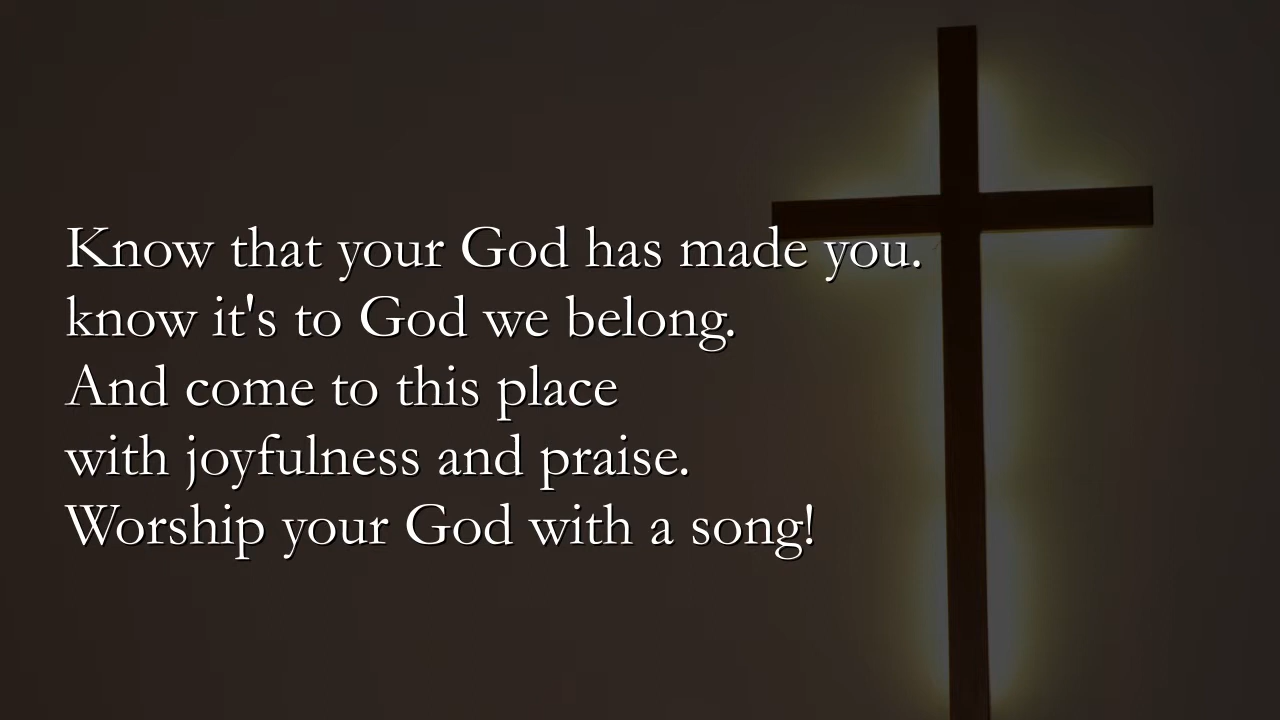 Know that your God has made you.
know it's to God we belong.
And come to this place
with joyfulness and praise.
Worship your God with a song!